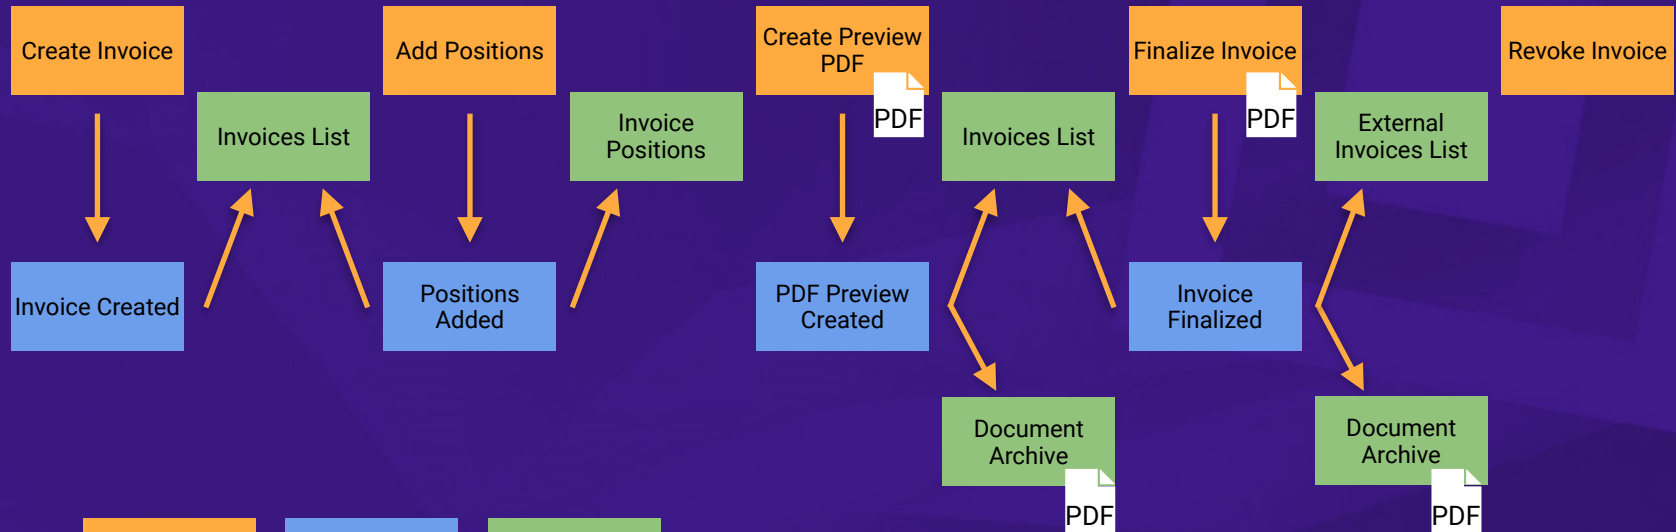 Create Invoice
Add Positions
Create Preview
PDF
PDF
Finalize Invoice
PDF
Revoke Invoice
Invoices List
Invoice
Positions
Invoices List
External
Invoices List
Invoice Created
Positions
Added
PDF Preview
Created
Invoice
Finalized
Document
Archive
PDF
Document
Archive
PDF